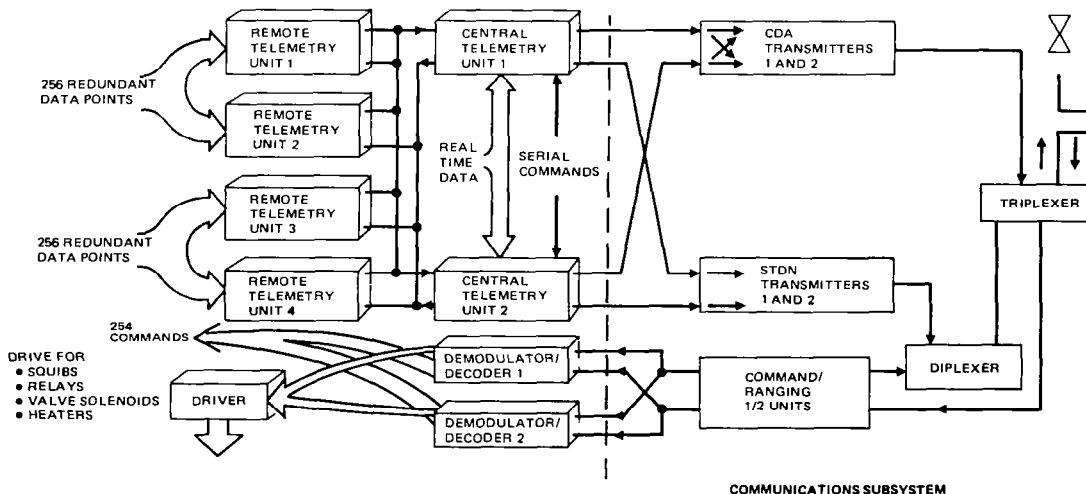 REMOTE
TELEMETRY
UNIT 1
CENTRAL
TELEMETRY
UNIT 1
CDA
TRANSMITTERS
1 AND 2
256 REDUNDANT
DATA POINTS
REMOTE
TELEMETRY
UNIT 2
REAL
TIME
DATA
SERIAL
COMMANDS
REMOTE
TELEMETRY
UNIT 3
TRIPLEXER
256 REDUNDANT
DATA POINTS
REMOTE
TELEMETRY
UNIT 4
CENTRAL
TELEMETRY
UNIT 2
STDN
TRANSMITTERS
1 AND 2
254
COMMANDS
DRIVE FOR
• SQUIBS
• RELAYS
• VALVE SOLENOIDS
• HEATERS
DRIVER
DEMODULATOR/
DECODER 1
DEMODULATOR/
DECODER 2
COMMAND/
RANGING
1/2 UNITS
DIPLEXER
COMMUNICATIONS SUBSYSTEM